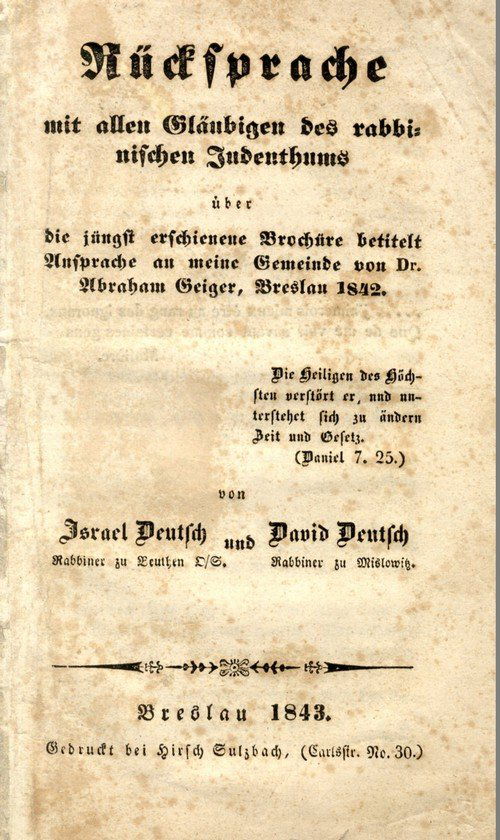 Rücksprache
mit allen Gläubigen des rabbi-
nischen Judenthums
über
die jüngst erschienene Brochüre betitelt
Ansprache an meine Gemeinde von Dr.
Abraham Geiger, Breslau 1842.
Die Heiligen des Höch-
sten verstört er, und un-
terstehet sich zu ändern
Zeit und Gesetz.
(Daniel 7. 25.)
von
Israel Deutsch und David Deutsch
Rabbiner zu Beuthen O/S. Rabbiner zu Mislowitz.
Breslau 1843.
Gedruckt bei Hirsch Sulzbach, (Carlsstr. No. 30.)